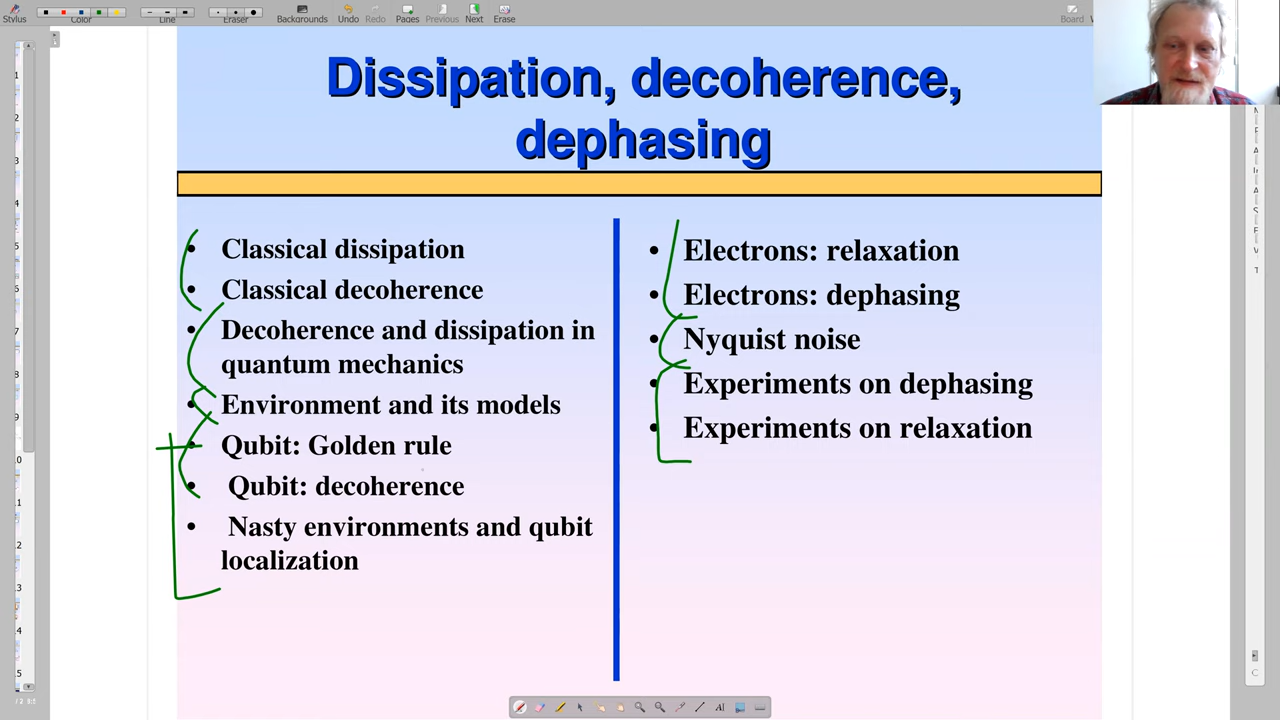 Stylus
Color
Line
Eraser
Backgrounds
Undo
Redo
Pages
Previous
Next
Erase
Board
Dissipation, decoherence,
dephasing
• Classical dissipation
• Classical decoherence
• Decoherence and dissipation in
quantum mechanics
• Environment and its models
• Qubit: Golden rule
• Qubit: decoherence
• Nasty environments and qubit
localization
• Electrons: relaxation
• Electrons: dephasing
• Nyquist noise
• Experiments on dephasing
• Experiments on relaxation